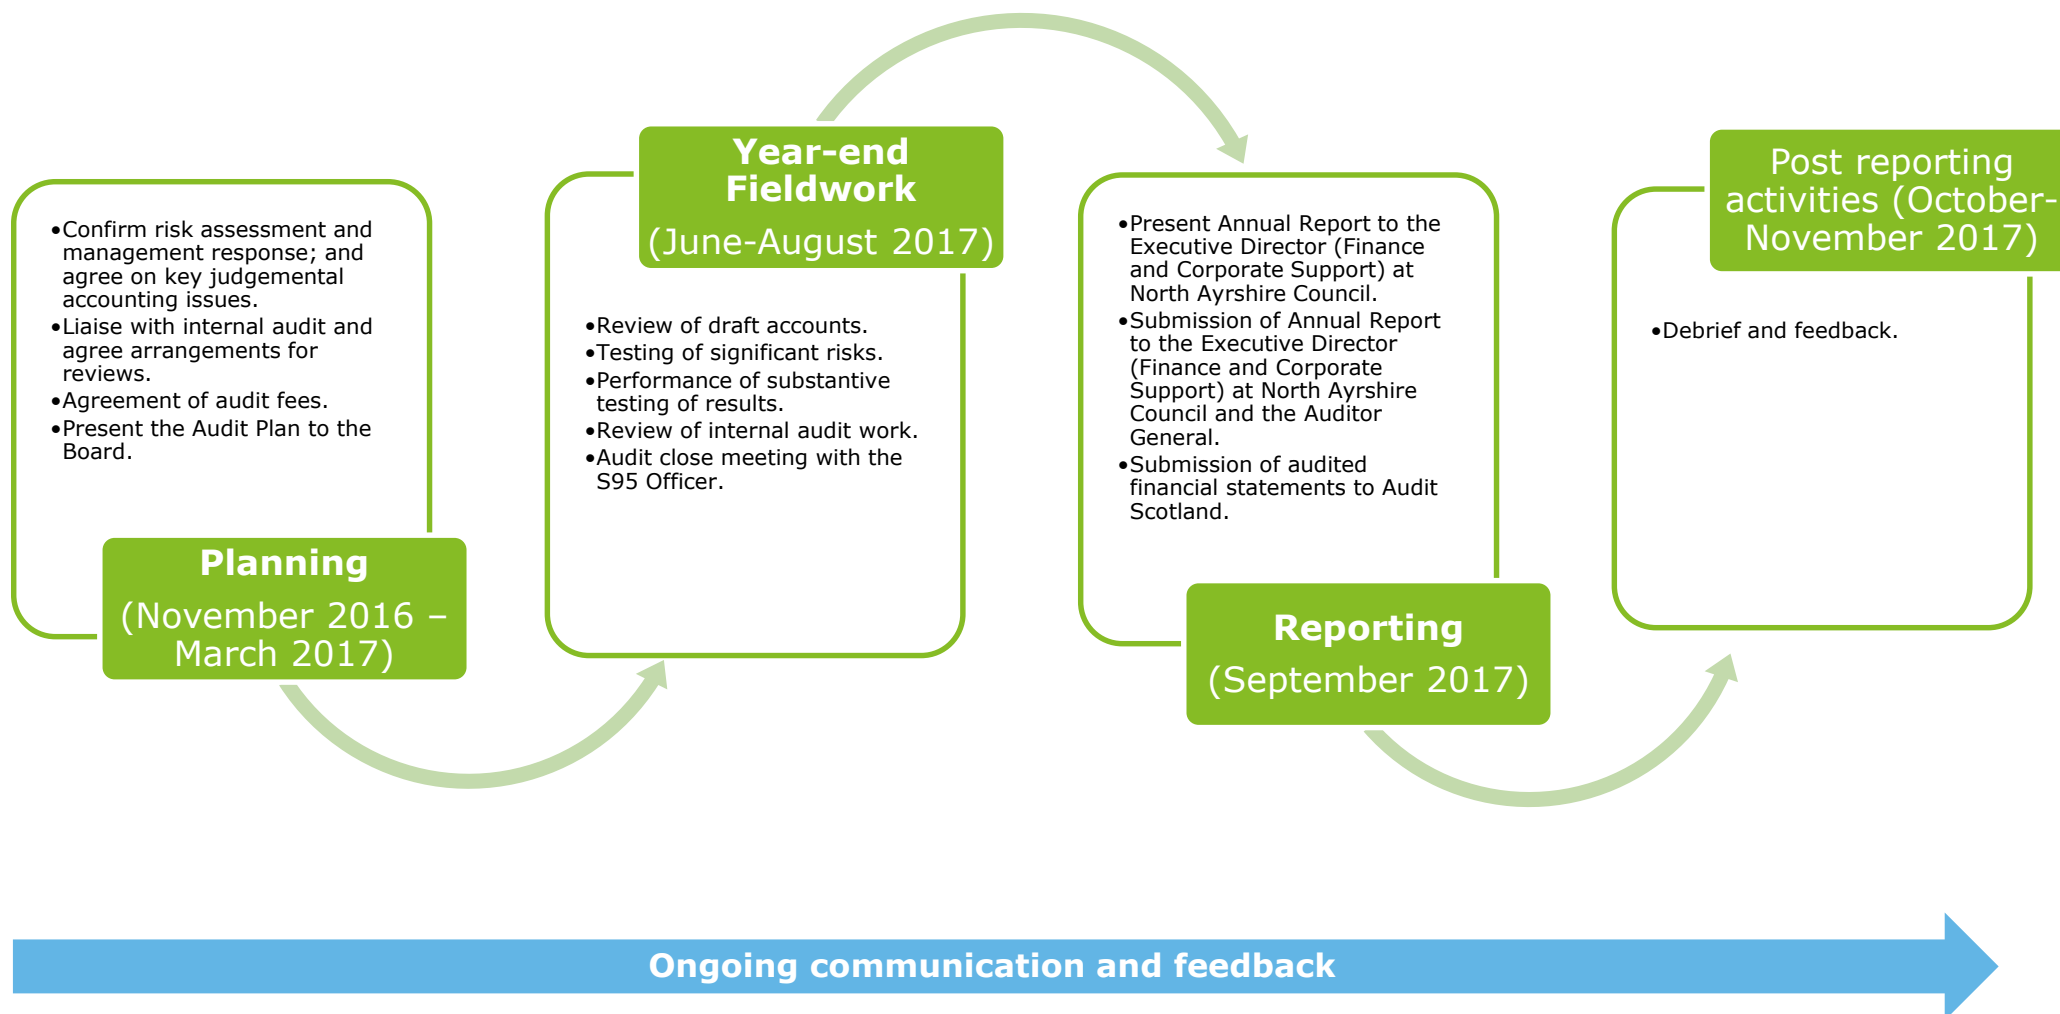 •Confirm risk assessment and
management response; and
agree on key judgemental
accounting issues.
•Liaise with internal audit and
agree arrangements for
reviews.
•Agreement of audit fees.
•Present the Audit Plan to the
Board.
Planning
(November 2016 –
March 2017)
Year-end
Fieldwork
(June-August 2017)
•Review of draft accounts.
•Testing of significant risks.
•Performance of substantive
testing of results.
•Review of internal audit work.
•Audit close meeting with the
S95 Officer.
•Present Annual Report to the
Executive Director (Finance
and Corporate Support) at
North Ayrshire Council.
•Submission of Annual Report
to the Executive Director
(Finance and Corporate
Support) at North Ayrshire
Council and the Auditor
General.
•Submission of audited
financial statements to Audit
Scotland.
Reporting
(September 2017)
Post reporting
activities (October-
November 2017)
•Debrief and feedback.
Ongoing communication and feedback